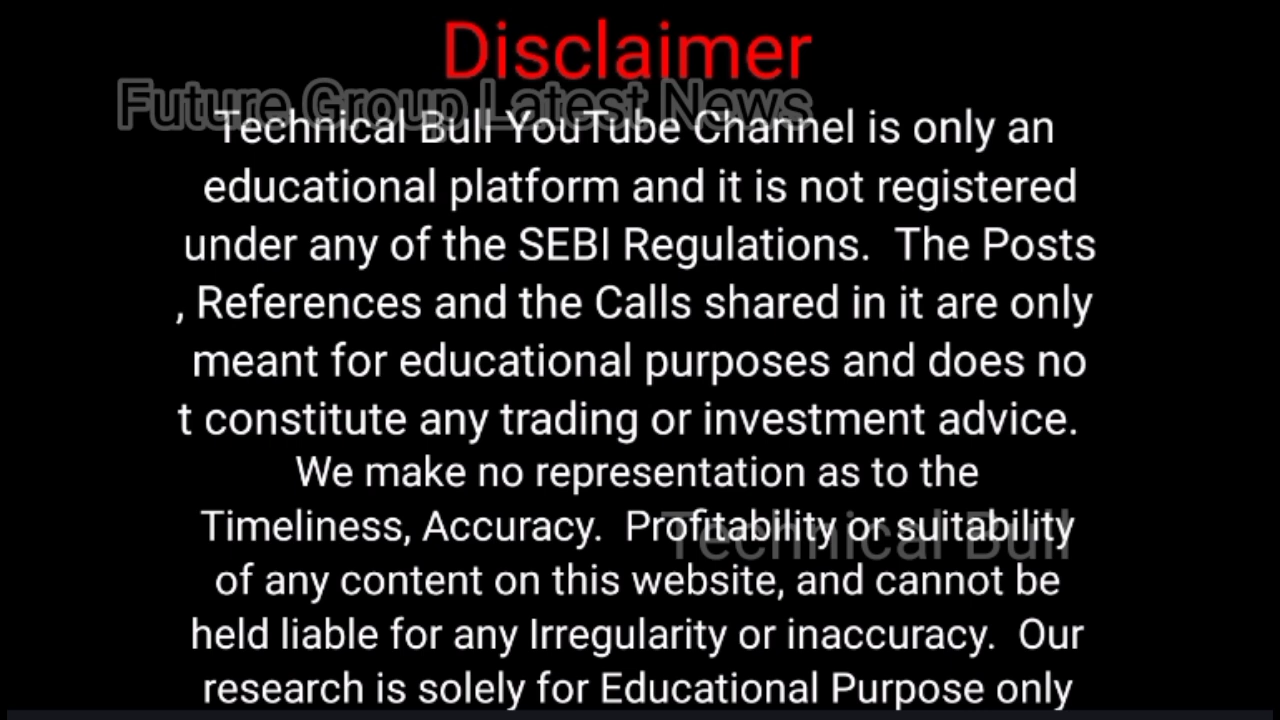 Disclaimer
Future Group Latest News
Technical Bull YouTube Channel is only an
educational platform and it is not registered
under any of the SEBI Regulations.  The Posts
, References and the Calls shared in it are only
meant for educational purposes and does no
t constitute any trading or investment advice.
We make no representation as to the
Timeliness, Accuracy.  Profitability or suitability
Technical Bull
of any content on this website, and cannot be
held liable for any Irregularity or inaccuracy.  Our
research is solely for Educational Purpose only